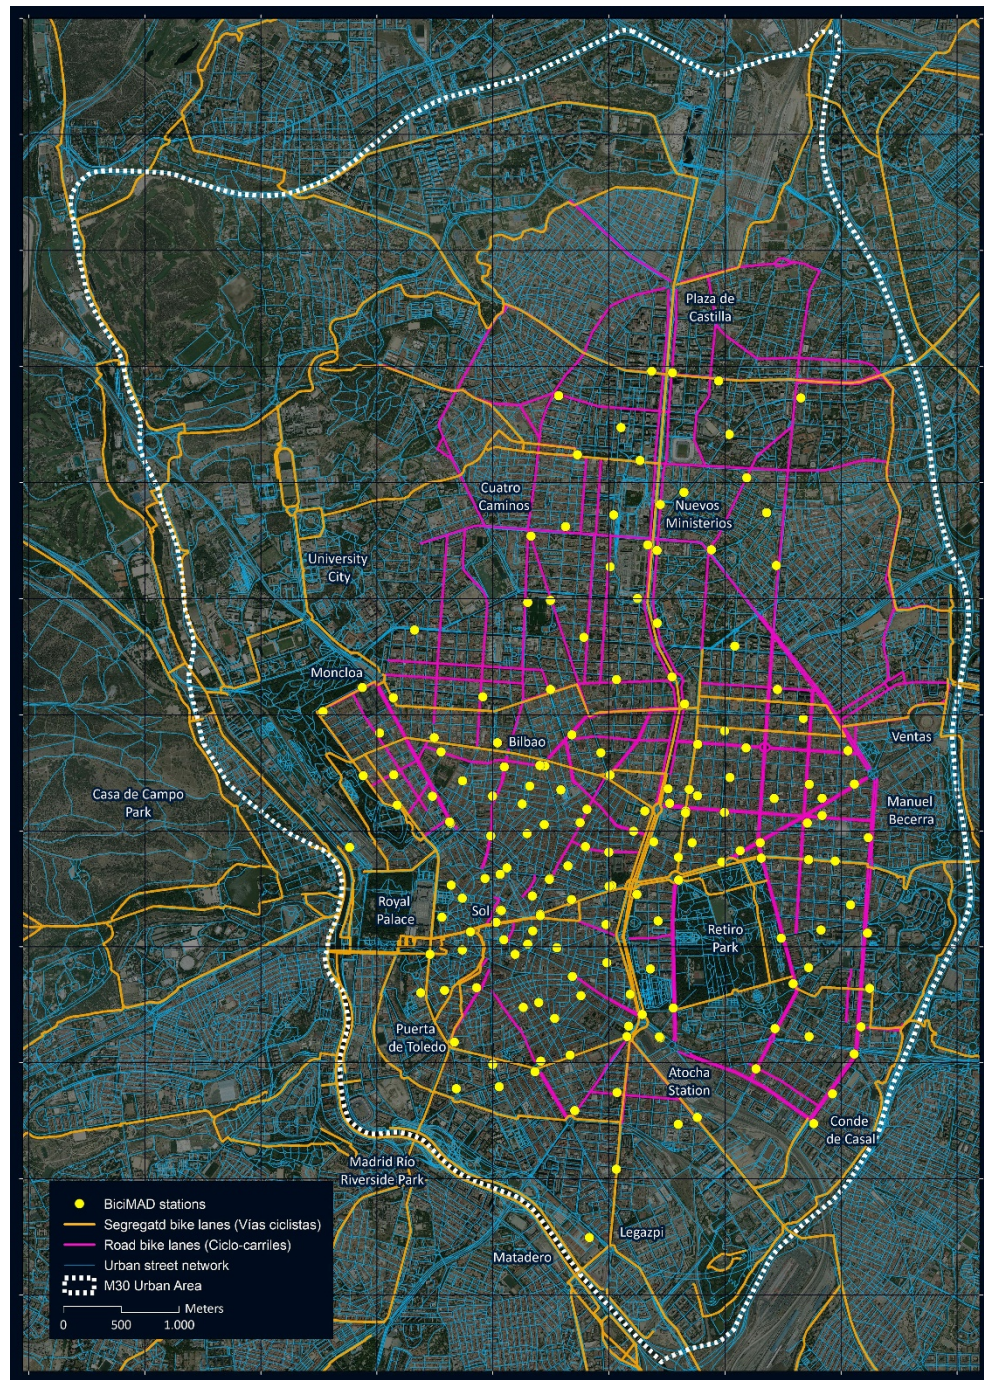 Plaza de
Castilla
Cuatro
Caminos
Nuevos
Ministerios
University
City
Moncloa
Bilbao
Ventas
Casa de Campo
Park
Manuel
Becerra
Royal
Palace
Sol
Retiro
Park
Puerta
de Toledo
Atocha
Station
Conde
de Casal
Madrid Río
Riverside Park
Legazpi
Matadero
BiciMAD stations
Segregatd bike lanes (Vías ciclistas)
Road bike lanes (Ciclo-carriles)
Urban street network
M30 Urban Area
Meters
0 500 1.000